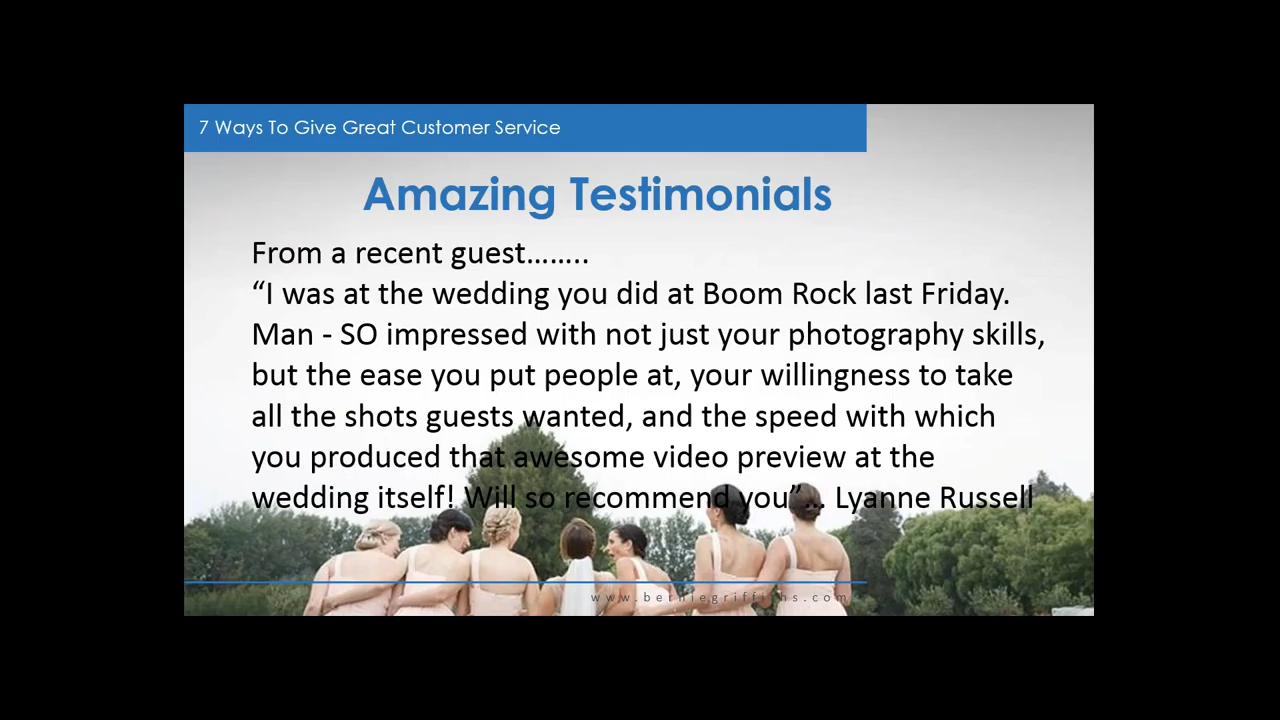 7 Ways To Give Great Customer Service
Amazing Testimonials
From a recent guest........
“I was at the wedding you did at Boom Rock last Friday.
Man - SO impressed with not just your photography skills,
but the ease you put people at, your willingness to take
all the shots guests wanted, and the speed with which
you produced that awesome video preview at the
wedding itself! Will so recommend you”… Lyanne Russell
www.berniegriffiths.com